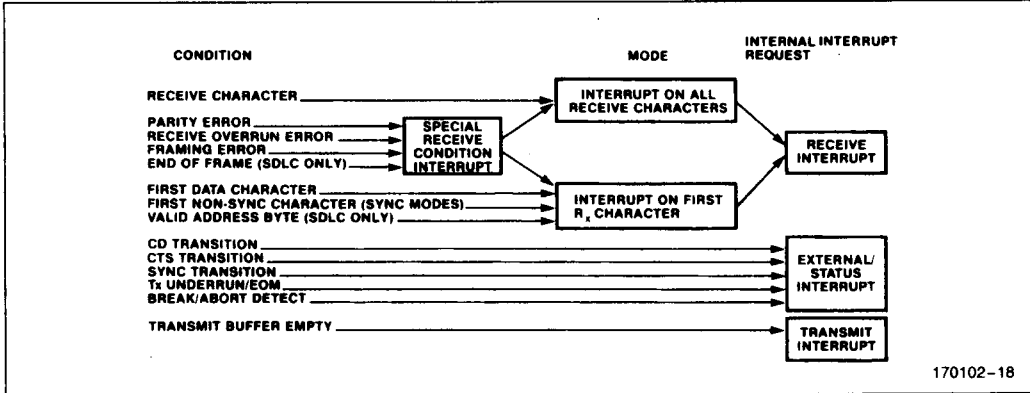 CONDITION
MODE
INTERNAL INTERRUPT
REQUEST
RECEIVE CHARACTER
INTERRUPT ON ALL
RECEIVE CHARACTERS
PARITY ERROR
RECEIVE OVERRUN ERROR
FRAMING ERROR
END OF FRAME (SDLC ONLY)
SPECIAL
RECEIVE
CONDITION
INTERRUPT
RECEIVE
INTERRUPT
FIRST DATA CHARACTER
FIRST NON-SYNC CHARACTER (SYNC MODES)
VALID ADDRESS BYTE (SDLC ONLY)
INTERRUPT ON FIRST
Rx CHARACTER
CD TRANSITION
CTS TRANSITION
SYNC TRANSITION
Tx UNDERRUN/EOM
BREAK/ABORT DETECT
EXTERNAL/
STATUS
INTERRUPT
TRANSMIT BUFFER EMPTY
TRANSMIT
INTERRUPT
170102-18